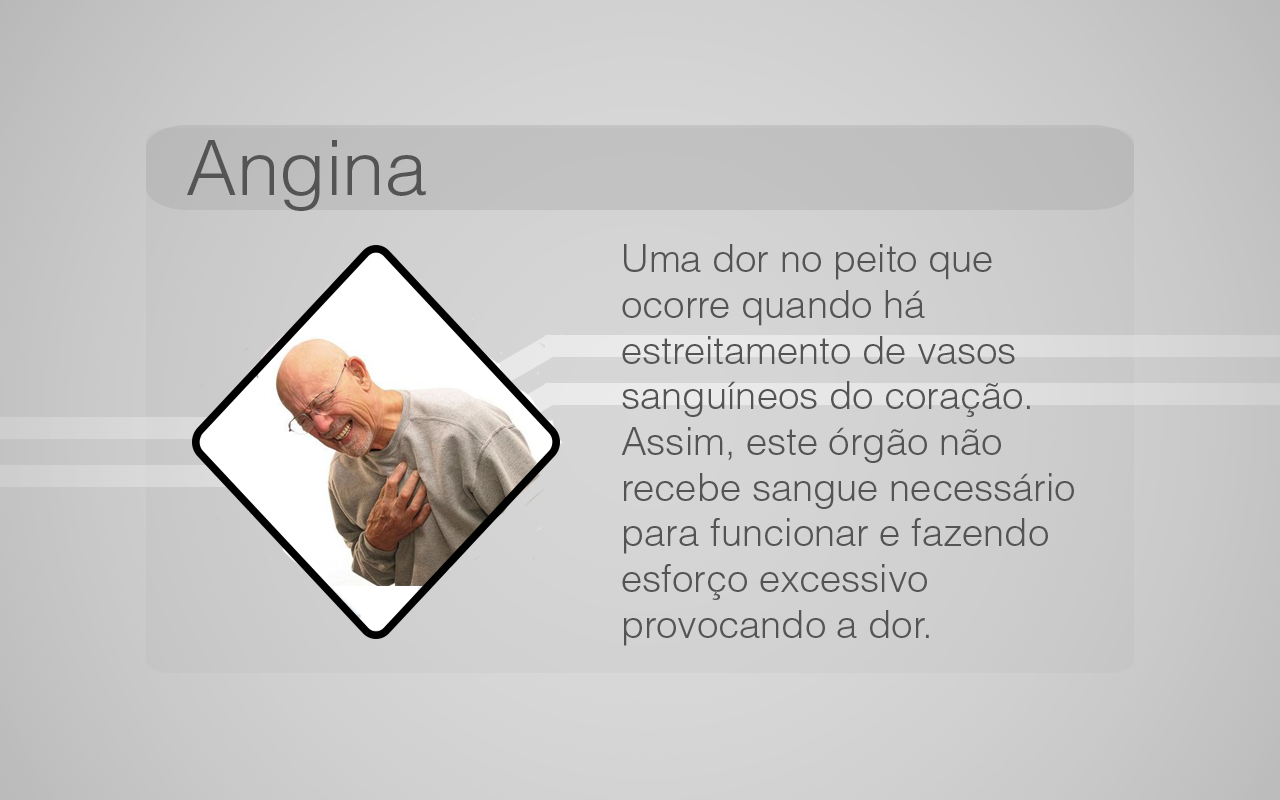 Angina
Uma dor no peito que
ocorre quando há
estreitamento de vasos
sanguíneos do coração.
Assim, este órgão não
recebe sangue necessário
para funcionar e fazendo
esforço excessivo
provocando a dor.